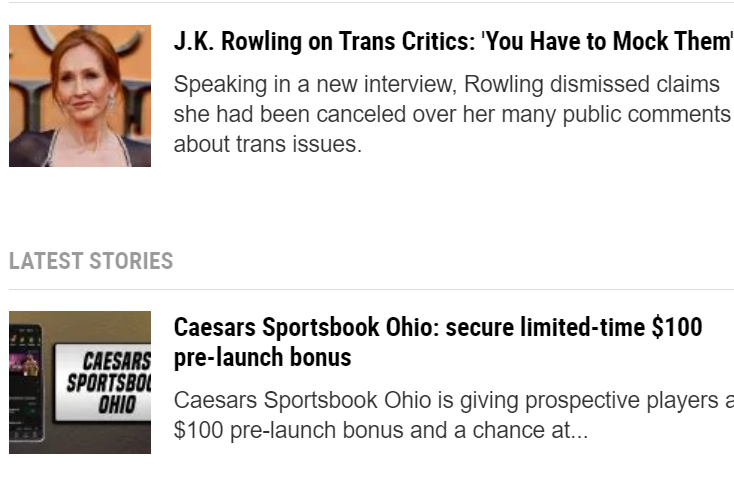 J.K. Rowling on Trans Critics: 'You Have to Mock Them'
Speaking in a new interview, Rowling dismissed claims
she had been canceled over her many public comments
about trans issues.
LATEST STORIES
Caesars Sportsbook Ohio: secure limited-time $100
pre-launch bonus
CAESARS
SPORTSBOO
OHIO
Caesars Sportsbook Ohio is giving prospective players a
$100 pre-launch bonus and a chance at...